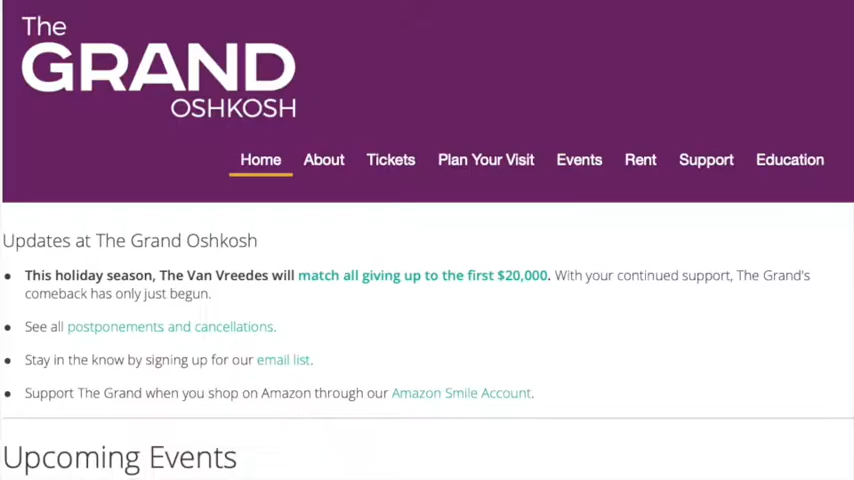 The
GRAND
OSHKOSH
Home About Tickets Plan Your Visit Events Rent Support Education
Updates at The Grand Oshkosh
● This holiday season, The Van Vreedes will match all giving up to the first $20,000. With your continued support, The Grand's
comeback has only just begun.
● See all postponements and cancellations.
● Stay in the know by signing up for our email list.
● Support The Grand when you shop on Amazon through our Amazon Smile Account.
Upcoming Events